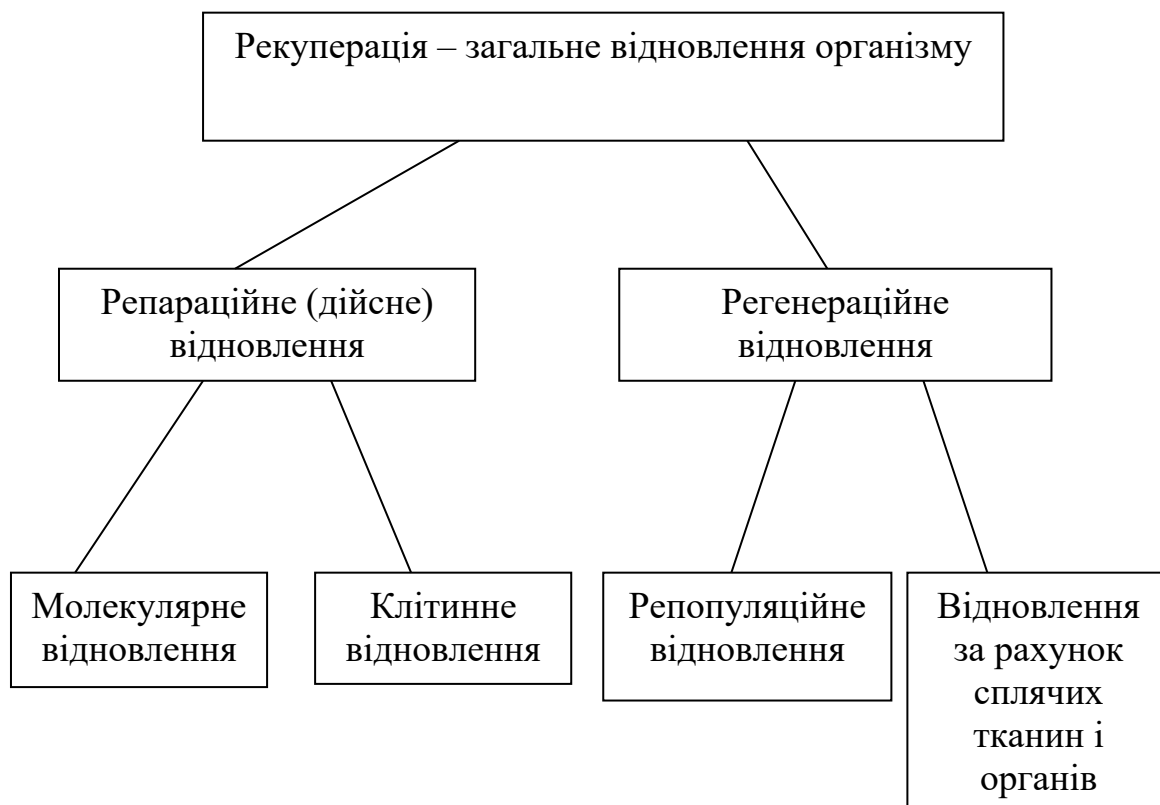 Рекуперація – загальне відновлення організму
Репараційне (дійсне)
відновлення
Регенераційне
відновлення
Молекулярне
відновлення
Клітинне
відновлення
Репопуляційне
відновлення
Відновлення
за рахунок
сплячих
тканин і
органів